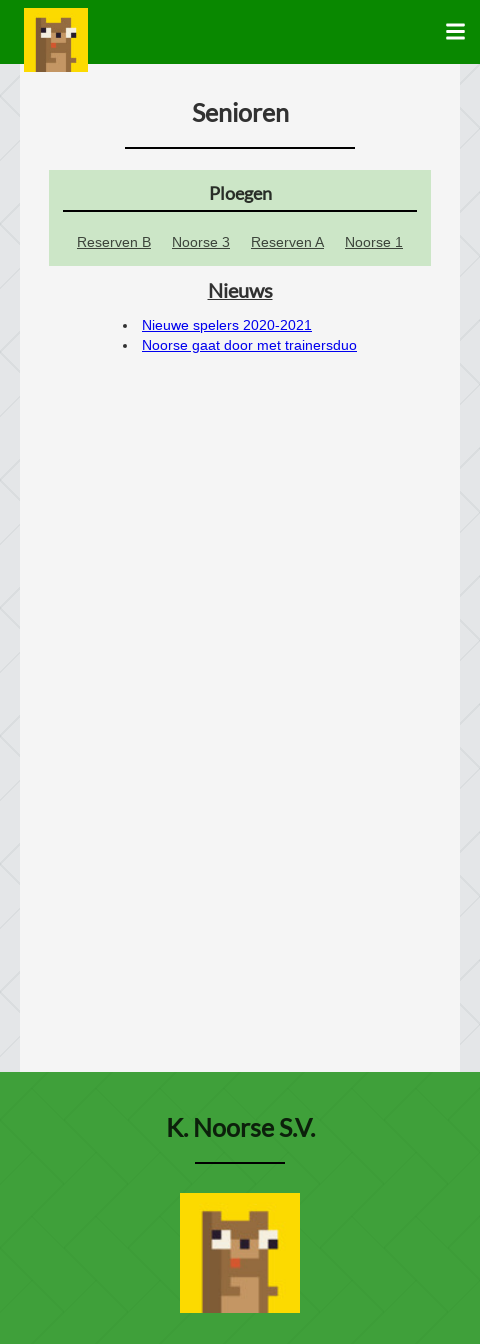 Senioren
Ploegen
Reserven B Noorse 3 Reserven A Noorse 1
Nieuws
Nieuwe spelers 2020-2021
Noorse gaat door met trainersduo
K. Noorse S.V.